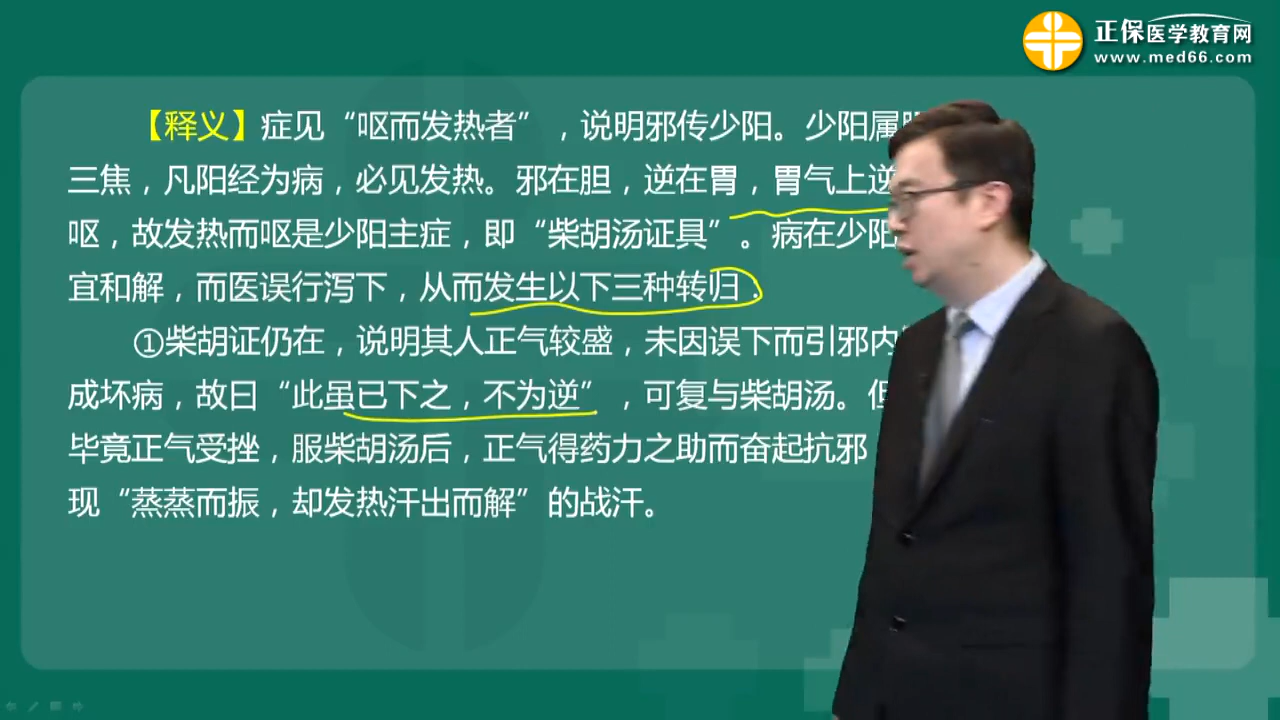 正保医学教育网
www.med66.com
【释义】症见“呕而发热者”，说明邪传少阳。少阳属
三焦，凡阳经为病，必见发热。邪在胆，逆在胃，胃气上逆
呕，故发热而呕是少阳主症，即“柴胡汤证具”。病在少阳
宜和解，而医误行泻下，从而发生以下三种转归.
①柴胡证仍在，说明其人正气较盛，未因误下而引邪内
成坏病，故曰“此虽已下之，不为逆”，可复与柴胡汤。但
毕竟正气受挫，服柴胡汤后，正气得药力之助而奋起抗邪
现“蒸蒸而振，却发热汗出而解”的战汗。